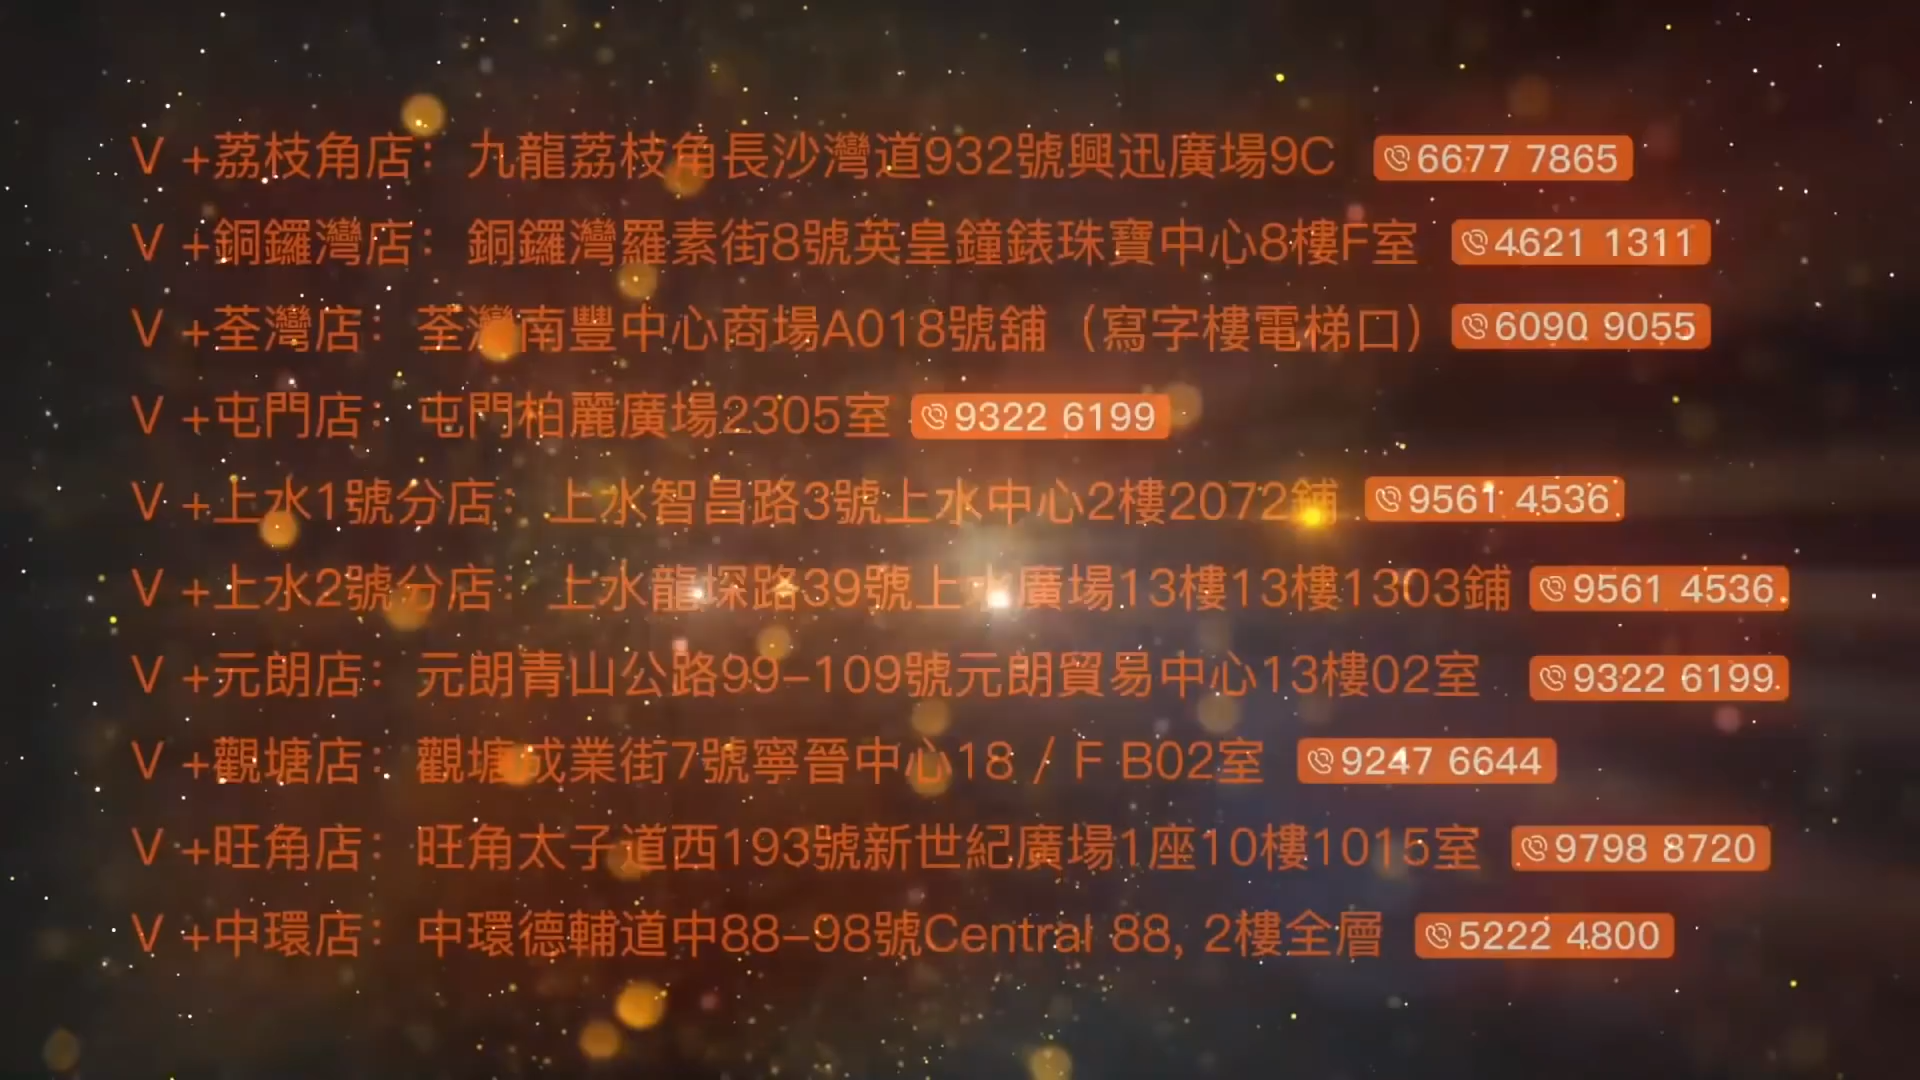 V +荔枝角店：九龍荔枝角長沙灣道932號興迅廣場9C 6677 7865
V +銅鑼灣店：銅鑼灣羅素街8號英皇鐘錶珠寶中心8樓F室 4621 1311
V +荃灣店：荃灣南豐中心商場A018號舖（寫字樓電梯口） 6090 9055
V +屯門店：屯門柏麗廣場2305室 9322 6199
V +上水1號分店：上水智昌路3號上水中心2樓2072鋪 9561 4536
V +上水2號分店：上水龍堔路39號上水廣場13樓13樓1303鋪 9561 4536
V +元朗店：元朗青山公路99-109號元朗貿易中心13樓02室 9322 6199
V +觀塘店：觀塘成業街7號寧晉中心18 / F B02室 9247 6644
V +旺角店：旺角太子道西193號新世紀廣場1座10樓1015室 9798 8720
V +中環店：中環德輔道中88-98號Central 88, 2樓全層 5222 4800